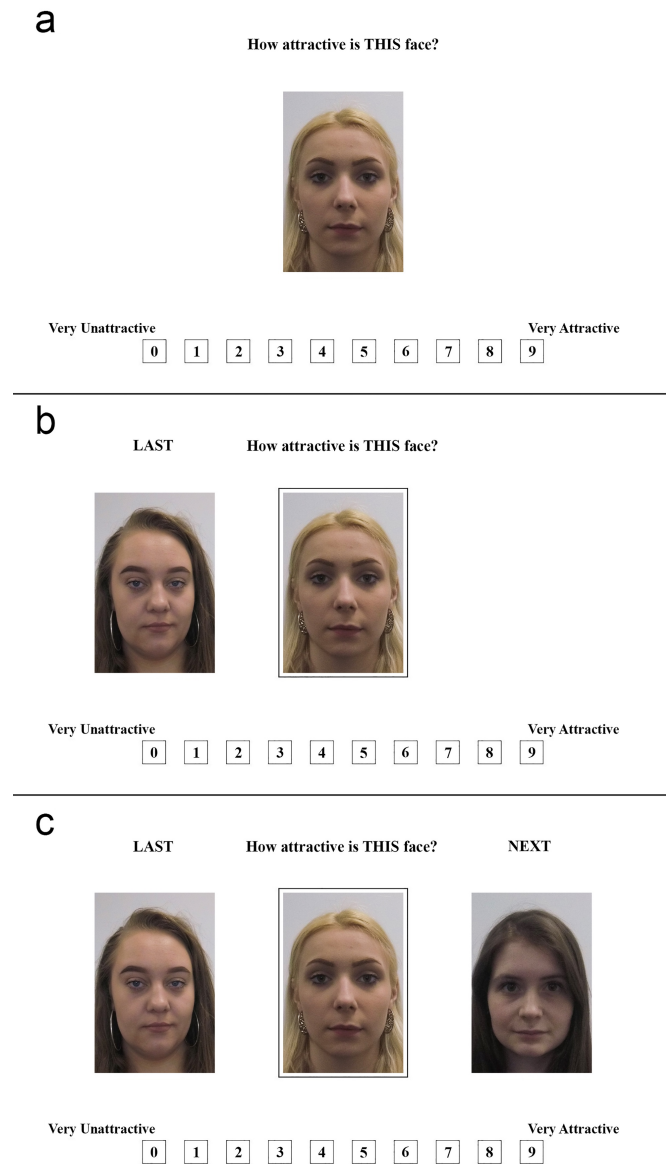 a
How attractive is THIS face?
Very Unattractive Very Attractive
0 1 2 3 4 5 6 7 8 9
b
LAST How attractive is THIS face?
Very Unattractive Very Attractive
0 1 2 3 4 5 6 7 8 9
c
LAST How attractive is THIS face? NEXT
Very Unattractive Very Attractive
0 1 2 3 4 5 6 7 8 9